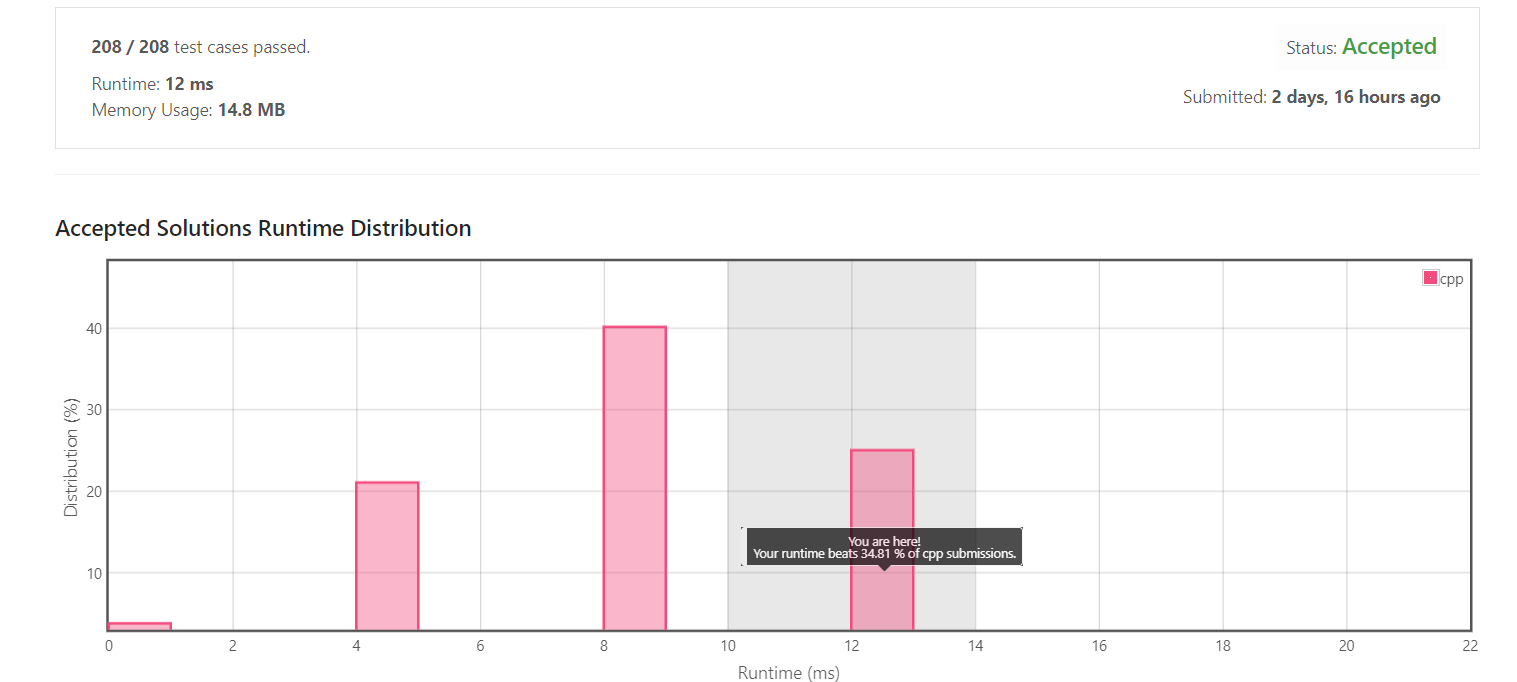 208 / 208 test cases passed.
Status: Accepted
Runtime: 12 ms
Submitted: 2 days, 16 hours ago
Memory Usage: 14.8 MB
Accepted Solutions Runtime Distribution
cpp
40
30
20
10
Distribution (%)
You are here!
Your runtime beats 34.81 % of cpp submissions.
0 2 4 6 8 10 12 14 16 18 20 22
Runtime (ms)